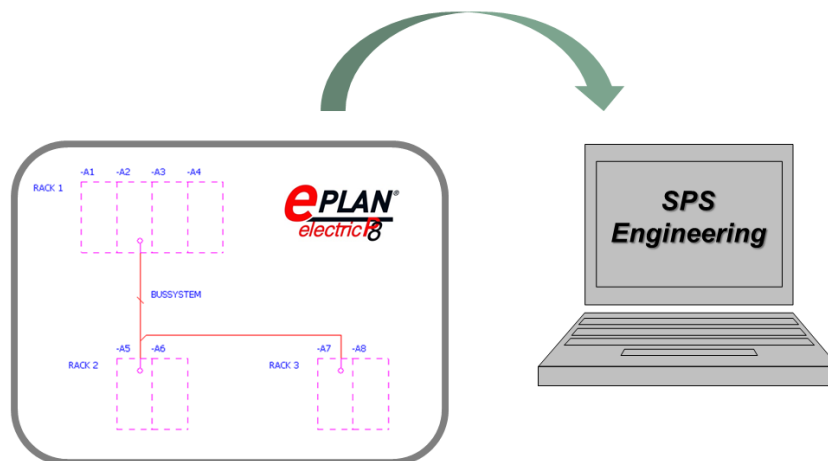 -A1 -A2 -A3 -A4
RACK 1
ePLAN®
electric P8
BUSSYSTEM
-A5 -A6
RACK 2
-A7 -A8
RACK 3
SPS
Engineering